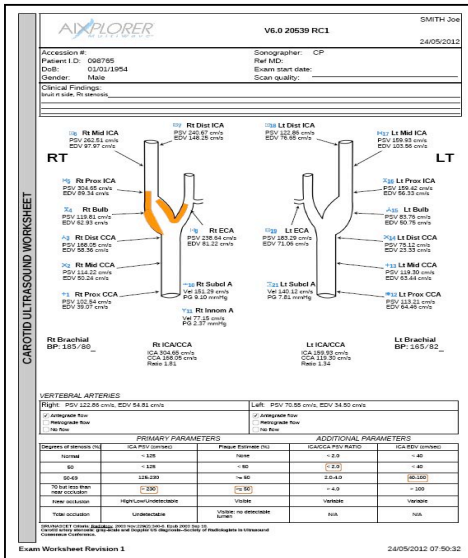 SMITH Joe
AIXPLORER
MultiWave
V6.0 20539 RC1
24/05/2012
Accession #:
Patient I.D: 098765
DoB: 01/01/1954
Gender: Male
Sonographer: CP
Ref MD:
Exam start date:
Scan quality:
Clinical Findings:
bruit rt side, Rt stenosis
CAROTID ULTRASOUND WORKSHEET
RT
LT
Rt Mid ICA
PSV 262.51 cm/s
EDV 97.97 cm/s
Rt Dist ICA
PSV 240.67 cm/s
EDV 148.25 cm/s
Lt Dist ICA
PSV 122.86 cm/s
EDV 76.65 cm/s
Lt Mid ICA
PSV 159.93 cm/s
EDV 103.56 cm/s
Rt Prox ICA
PSV 304.65 cm/s
EDV 89.34 cm/s
Lt Prox ICA
PSV 159.42 cm/s
EDV 56.33 cm/s
Rt Bulb
PSV 119.81 cm/s
EDV 62.93 cm/s
Lt Bulb
PSV 83.76 cm/s
EDV 50.75 cm/s
Rt ECA
PSV 238.64 cm/s
EDV 81.22 cm/s
Lt ECA
PSV 183.29 cm/s
EDV 71.06 cm/s
Rt Dist CCA
PSV 168.05 cm/s
EDV 58.36 cm/s
Lt Dist CCA
PSV 75.12 cm/s
EDV 23.33 cm/s
Rt Mid CCA
PSV 114.22 cm/s
EDV 50.24 cm/s
Lt Mid CCA
PSV 119.30 cm/s
EDV 63.44 cm/s
Rt Subcl A
Vel 151.29 cm/s
PG 9.10 mmHg
Lt Subcl A
Vel 140.12 cm/s
PG 7.81 mmHg
Rt Prox CCA
PSV 102.54 cm/s
EDV 39.07 cm/s
Lt Prox CCA
PSV 113.21 cm/s
EDV 64.46 cm/s
Rt Innom A
Vel 77.15 cm/s
PG 2.37 mmHg
Rt Brachial
BP: 185/80
Rt ICA/CCA
ICA 304.65 cm/s
CCA 168.05 cm/s
Ratio 1.81
Lt ICA/CCA
ICA 159.93 cm/s
CCA 119.30 cm/s
Ratio 1.34
Lt Brachial
BP: 165/82
VERTEBRAL ARTERIES
Right: PSV 122.86 cm/s, EDV 54.81 cm/s
Left: PSV 70.55 cm/s, EDV 34.50 cm/s
Antegrade flow
Retrograde flow
No flow
Antegrade flow
Retrograde flow
No flow
PRIMARY PARAMETERS
ADDITIONAL PARAMETERS
Degrees of stenosis (%) ICA PSV (cm/sec) Plaque Estimate (%) ICA/CCA PSV RATIO ICA EDV (cm/sec)
Normal < 125 None < 2.0 < 40
50 < 125 < 50 < 2.0 < 40
50-69 125-230 >= 50 2.0-4.0 40-100
70 but less than near occlusion > 230 >= 50 > 4.0 > 100
Near occlusion High/Low/Undetectable Visible Variable Variable
Total occlusion Undetectable Visible; no detectable lumen N/A N/A
Exam Worksheet Revision 1
24/05/2012 07:50:32